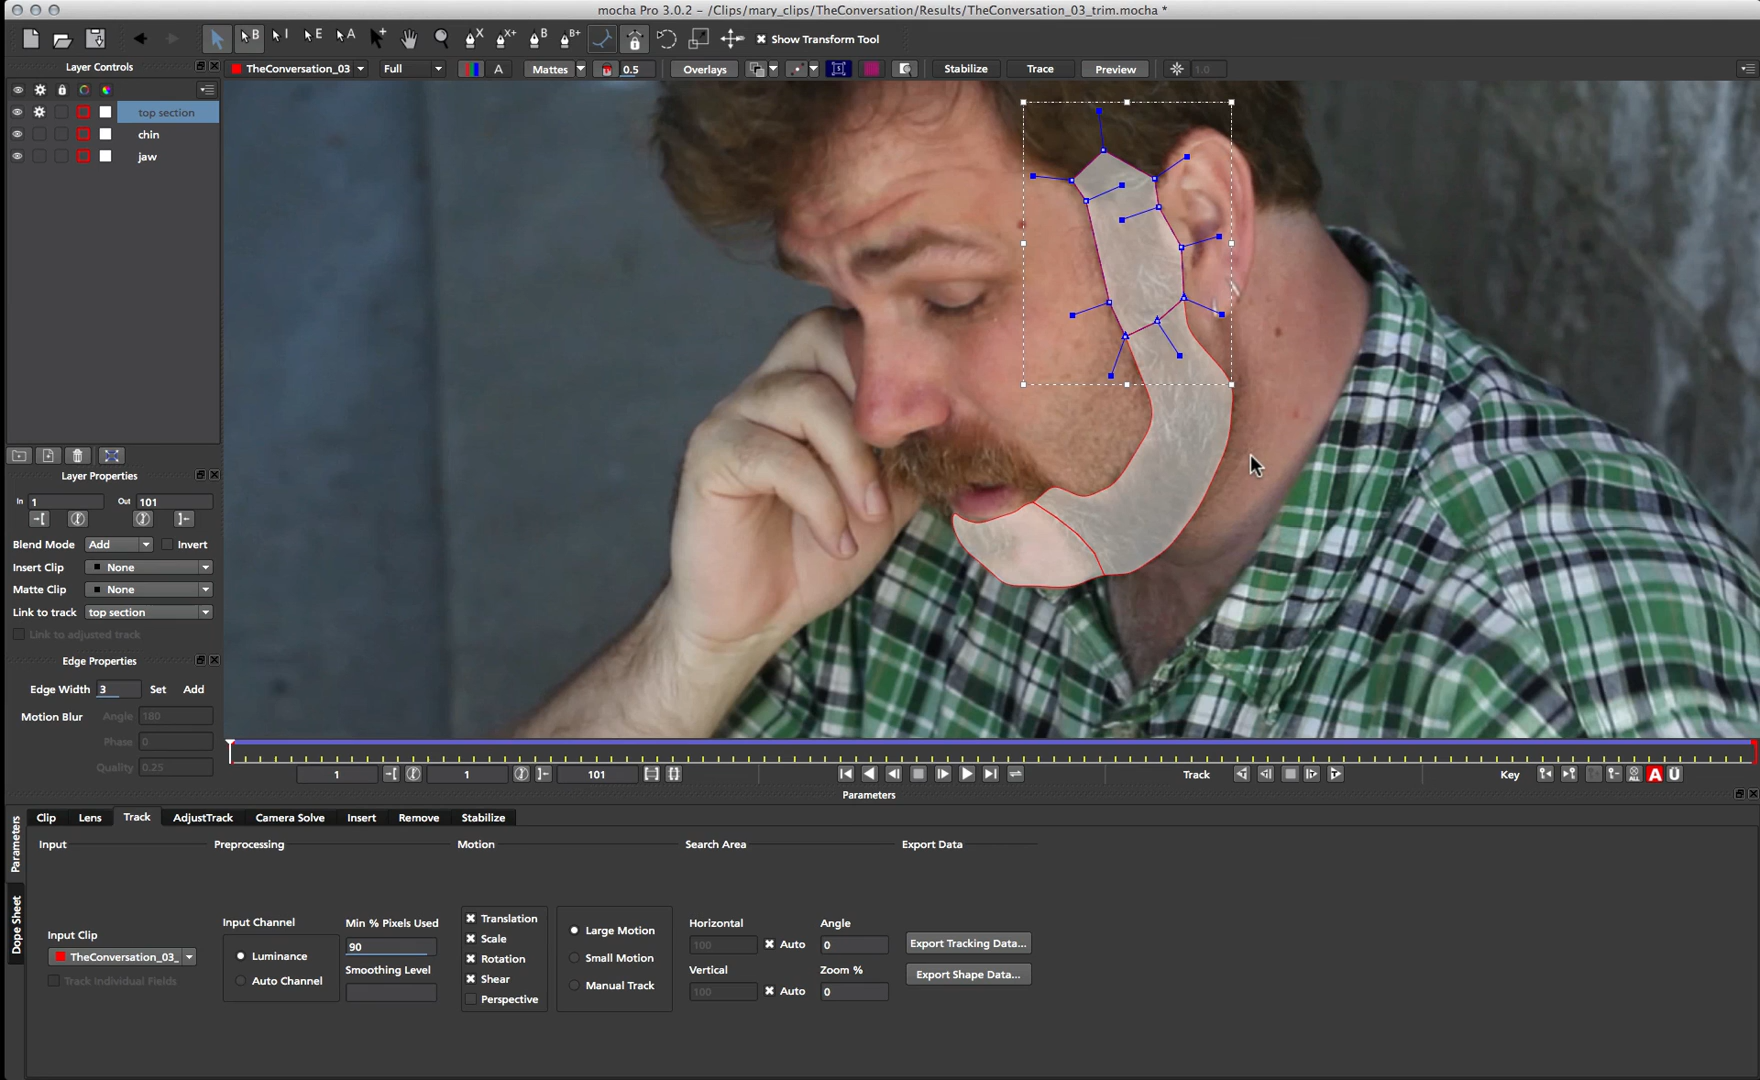 mocha Pro 3.0.2 – /Clips/mary_clips/TheConversation/Results/TheConversation_03_trim.mocha *
B I E A X X+ B B+ Show Transform Tool
Layer Controls
TheConversation_03 Full A Mattes 0.5 Overlays Stabilize Trace Preview 1.0
top section
chin
jaw
Layer Properties
In 1 Out 101
Blend Mode Add Invert
Insert Clip None
Matte Clip None
Link to track top section
Link to adjusted track
Edge Properties
Edge Width 3 Set Add
Motion Blur Angle 180
Phase 0
Quality 0.25
1 1 101 Track Key ALL A Ü
Parameters
Parameters
Dope Sheet
Clip Lens Track AdjustTrack Camera Solve Insert Remove Stabilize
Input Preprocessing Motion Search Area Export Data
Input Clip
TheConversation_03_
Track Individual Fields
Input Channel
Luminance
Auto Channel
Min % Pixels Used
90
Smoothing Level
Translation
Scale
Rotation
Shear
Perspective
Large Motion
Small Motion
Manual Track
Horizontal
100 Auto
Vertical
100 Auto
Angle
0
Zoom %
0
Export Tracking Data...
Export Shape Data...